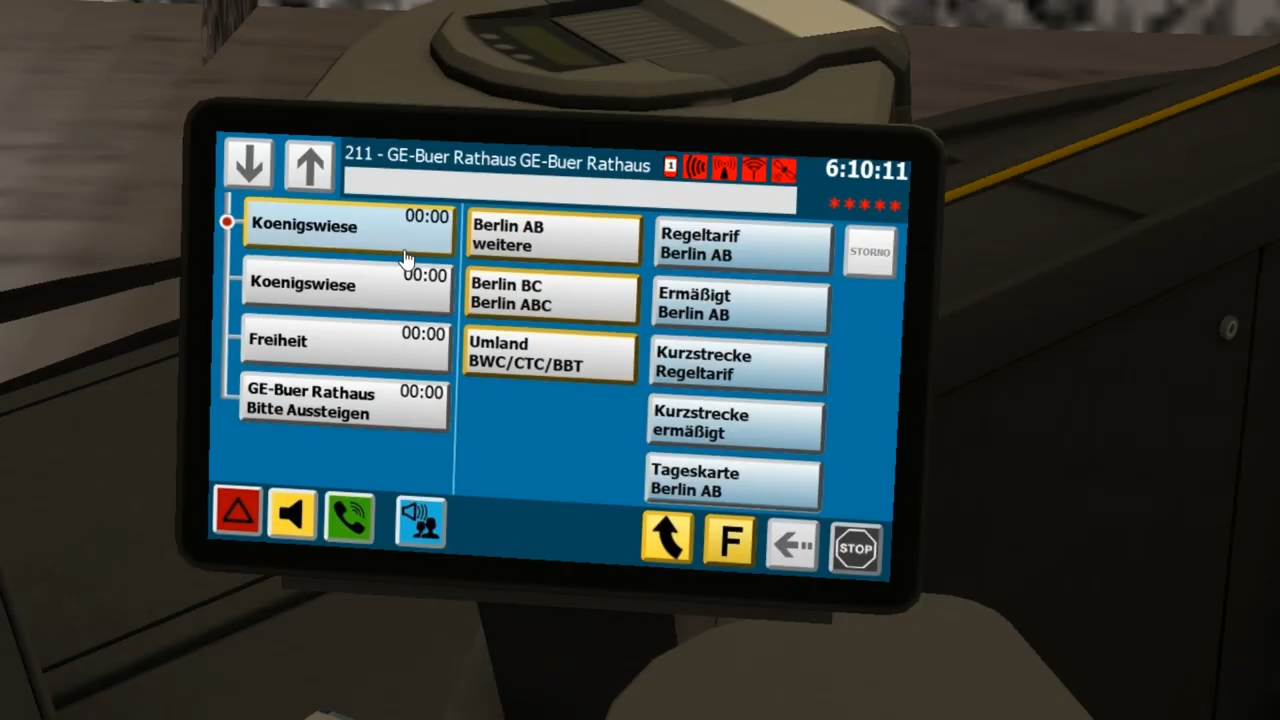 211 - GE-Buer Rathaus GE-Buer Rathaus
1
6:10:11
*****
Koenigswiese
00:00
Koenigswiese
00:00
Freiheit
00:00
GE-Buer Rathaus
Bitte Aussteigen
00:00
Berlin AB
weitere
Berlin BC
Berlin ABC
Umland
BWC/CTC/BBT
Regeltarif
Berlin AB
Ermäßigt
Berlin AB
Kurzstrecke
Regeltarif
Kurzstrecke
ermäßigt
Tageskarte
Berlin AB
STORNO
F
STOP